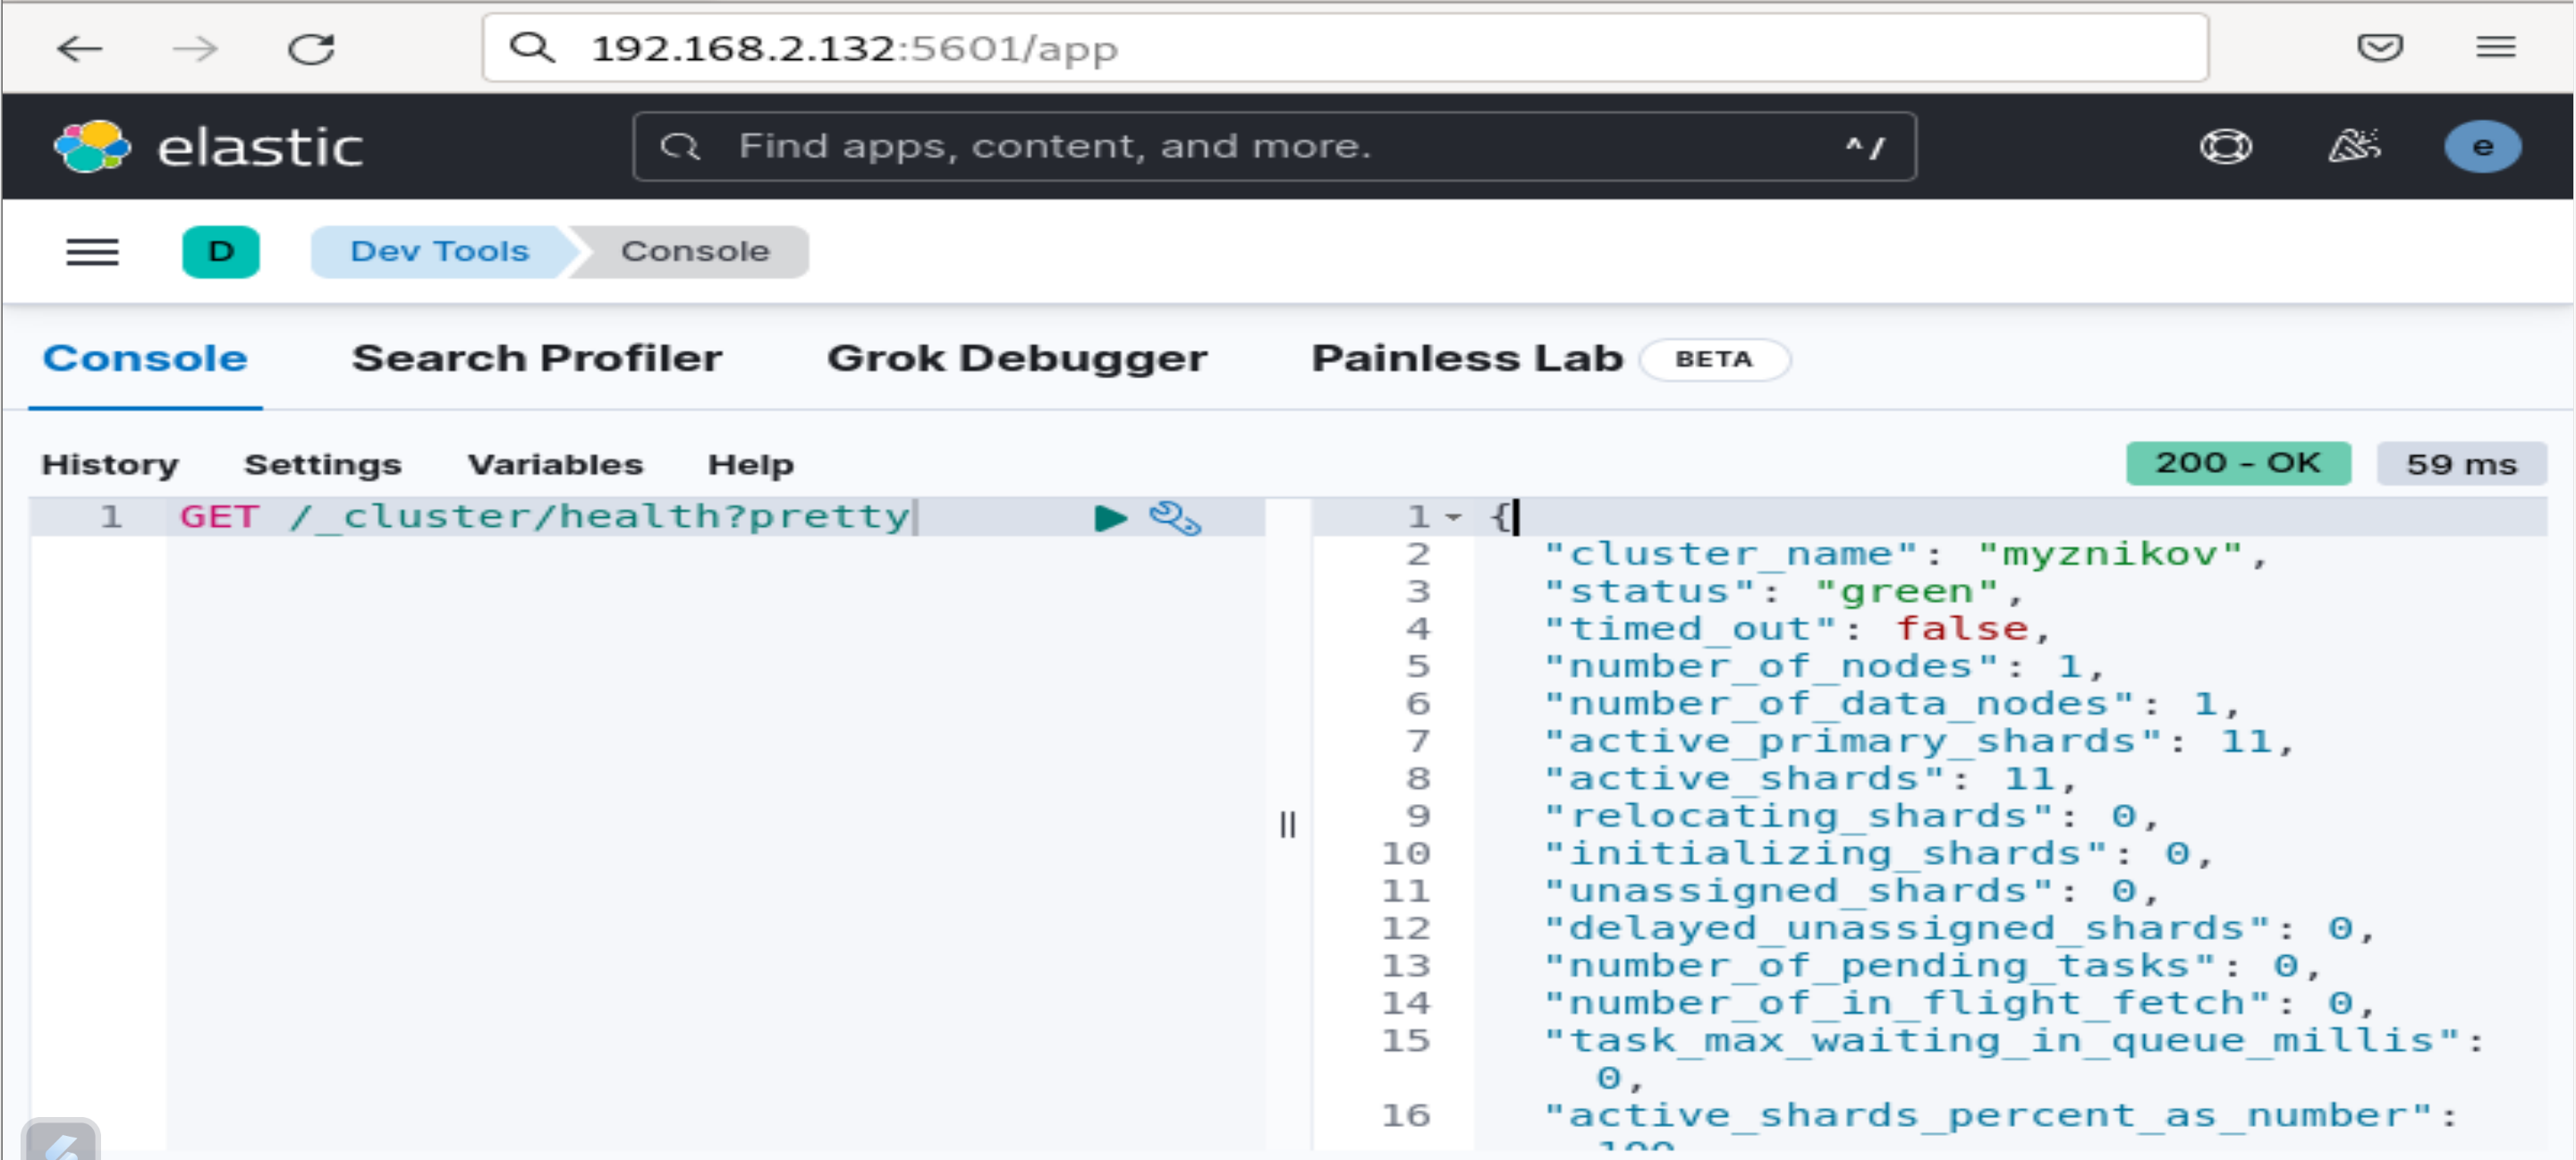 192.168.2.132:5601/app
elastic
Find apps, content, and more.
^/
e
D
Dev Tools
Console
Console
Search Profiler
Grok Debugger
Painless Lab
BETA
History
Settings
Variables
Help
200 - OK
59 ms
1 GET /_cluster/health?pretty
1 {
2 "cluster_name": "myznikov",
3 "status": "green",
4 "timed_out": false,
5 "number_of_nodes": 1,
6 "number_of_data_nodes": 1,
7 "active_primary_shards": 11,
8 "active_shards": 11,
9 "relocating_shards": 0,
10 "initializing_shards": 0,
11 "unassigned_shards": 0,
12 "delayed_unassigned_shards": 0,
13 "number_of_pending_tasks": 0,
14 "number_of_in_flight_fetch": 0,
15 "task_max_waiting_in_queue_millis":
0,
16 "active_shards_percent_as_number":